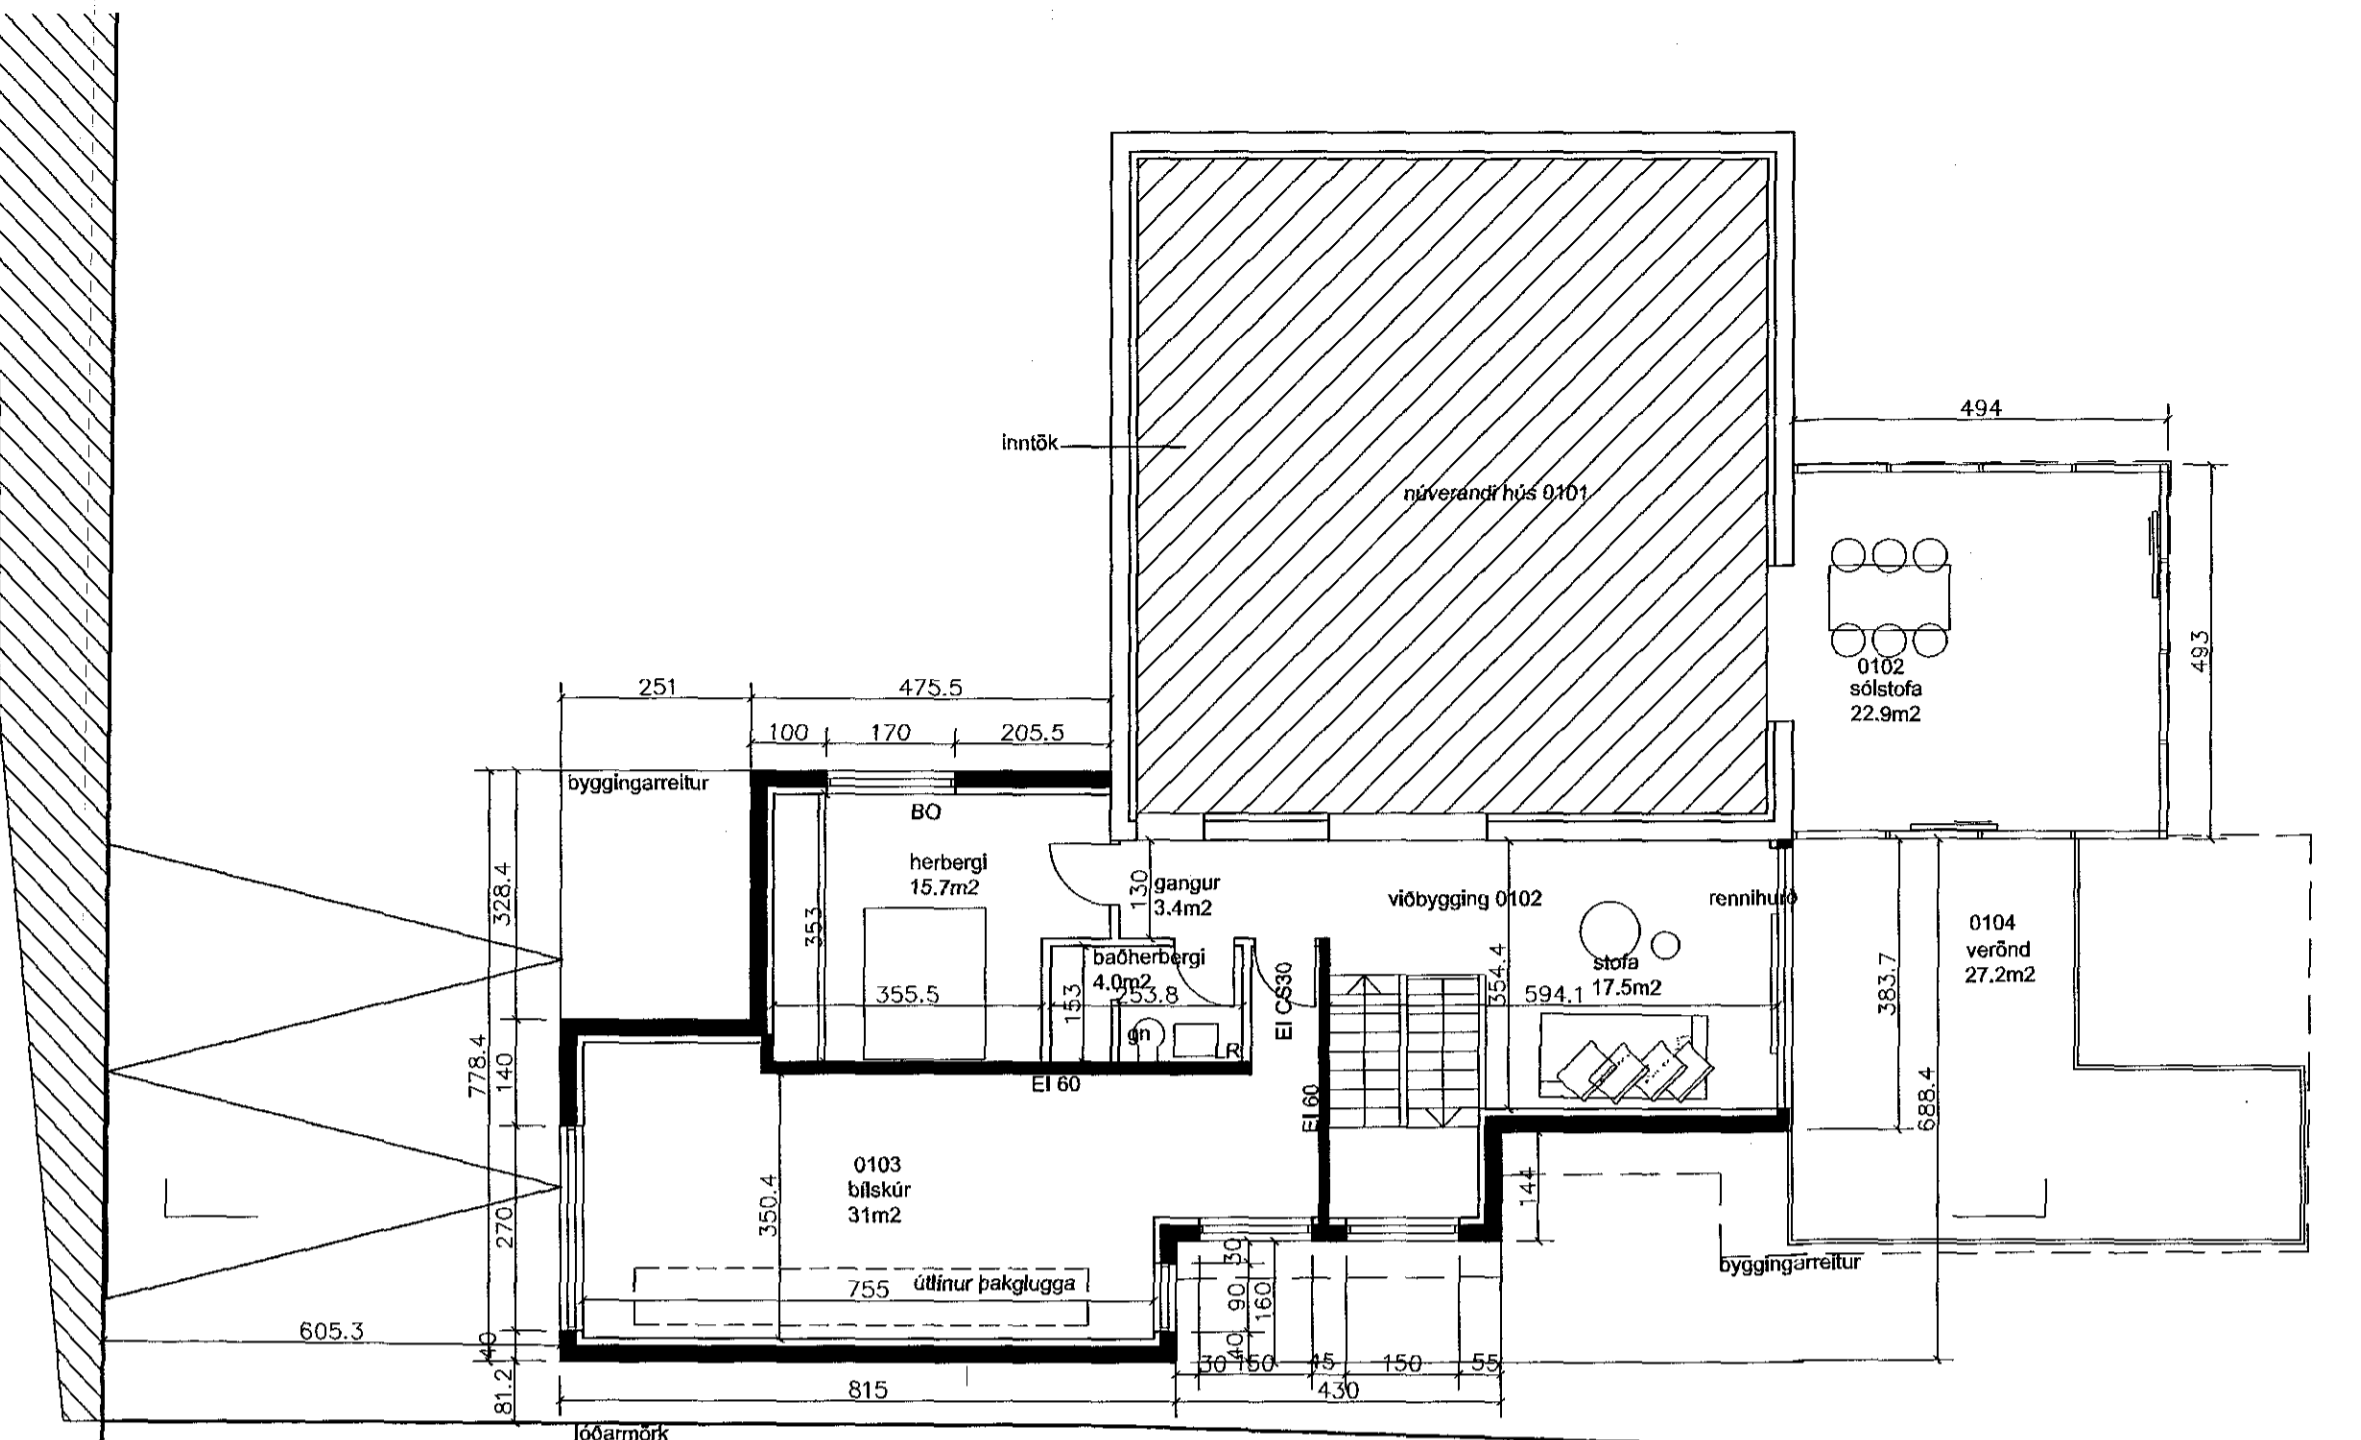 494
inntök
núverandi hús 0101
493
0102
sólstofa
22.9m2
251
475.5
100
170
205.5
byggingarreitur
BO
herbergi
15.7m2
353
355.5
328.4
778.4
140
270
40
81.2
130
gangur
3.4m2
baðherbergi
4.0m2
153
253.8
gn
LR
EI CS30
EI 60
EI 60
viðbygging 0102
rennihurð
stofa
17.5m2
354.4
594.1
383.7
688.4
0104
verönd
27.2m2
0103
bílskúr
31m2
350.4
144
byggingarreitur
útlínur þakglugga
755
605.3
30
90
160
40
30
150
45
150
55
815
430
lóðarmörk